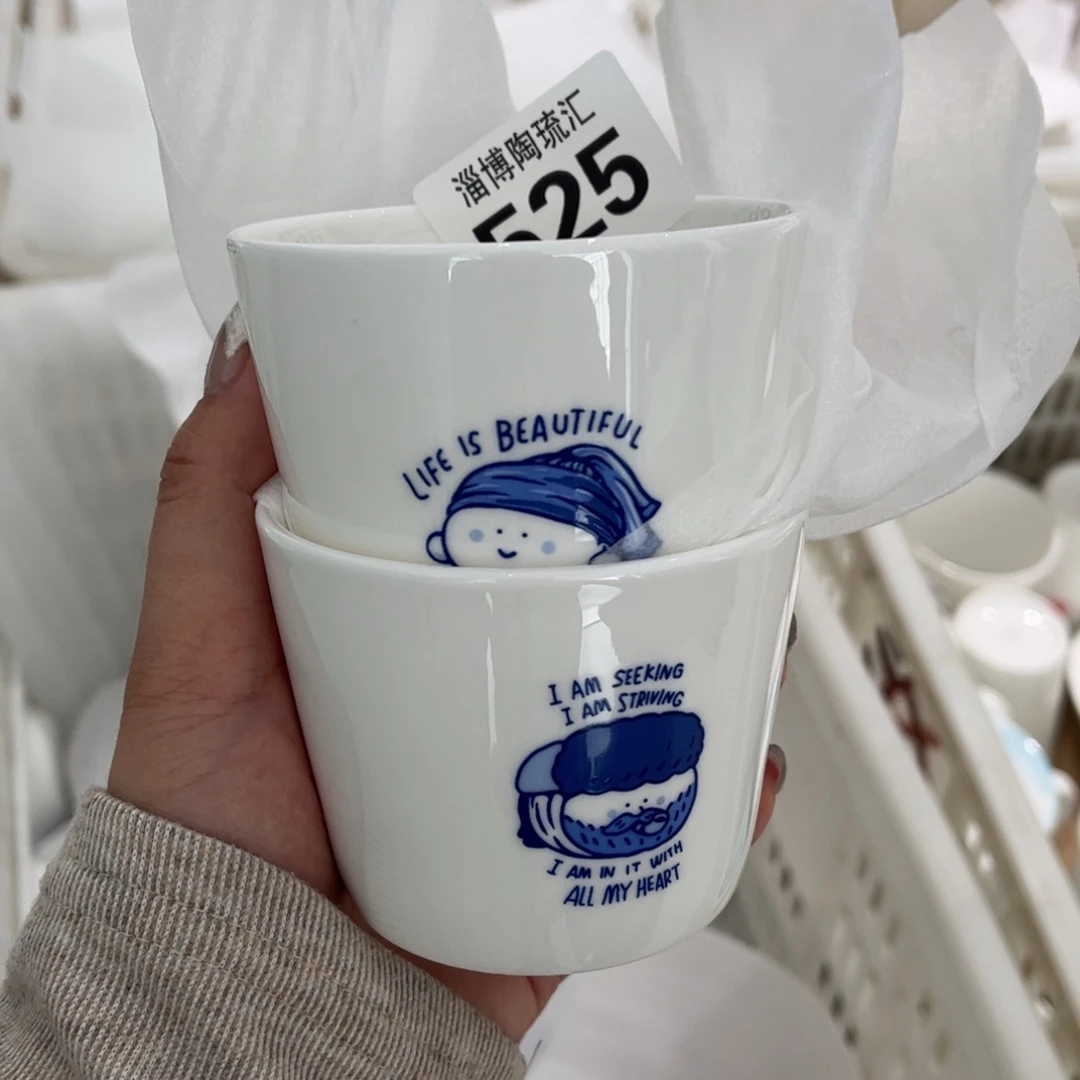 淄博陶琉汇
525
LIFE IS BEAUTIFUL
I AM SEEKING
I AM STRIVING
I AM IN IT WITH
ALL MY HEART